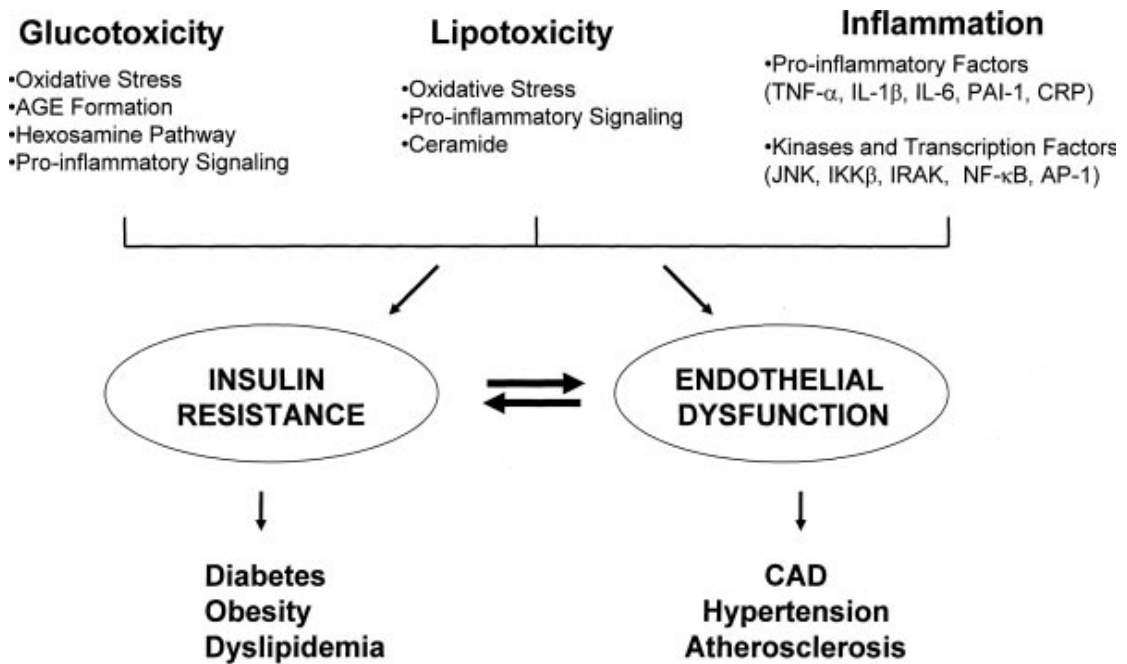 Glucotoxicity
•Oxidative Stress
•AGE Formation
•Hexosamine Pathway
•Pro-inflammatory Signaling
Lipotoxicity
•Oxidative Stress
•Pro-inflammatory Signaling
•Ceramide
Inflammation
•Pro-inflammatory Factors
(TNF-α, IL-1β, IL-6, PAI-1, CRP)
•Kinases and Transcription Factors
(JNK, IKKβ, IRAK, NF-κB, AP-1)
INSULIN
RESISTANCE
ENDOTHELIAL
DYSFUNCTION
Diabetes
Obesity
Dyslipidemia
CAD
Hypertension
Atherosclerosis